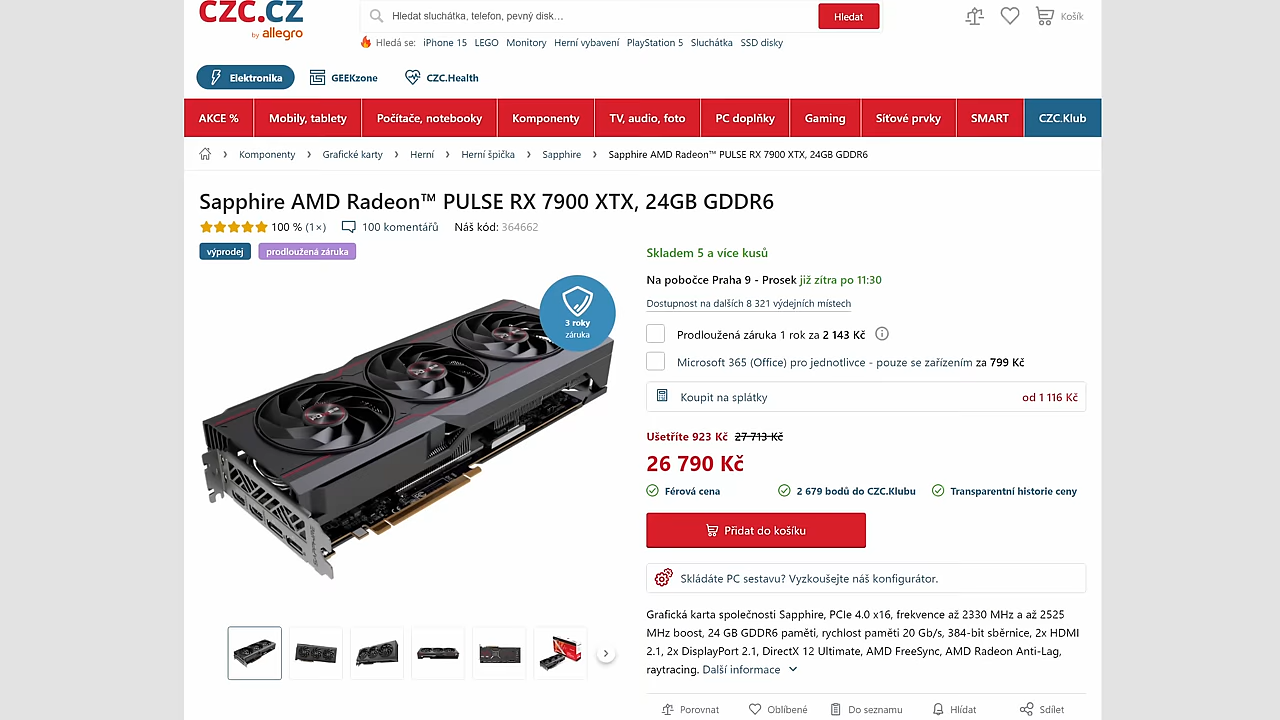 CZC.CZ
by allegro
Hledat sluchátka, telefon, pevný disk…
Hledat
Košík
Hledá se: iPhone 15 LEGO Monitory Herní vybavení PlayStation 5 Sluchátka SSD disky
Elektronika GEEKzone CZC.Health
AKCE % Mobily, tablety Počítače, notebooky Komponenty TV, audio, foto PC doplňky Gaming Síťové prvky SMART CZC.Klub
Komponenty Grafické karty Herní Herní špička Sapphire Sapphire AMD Radeon™ PULSE RX 7900 XTX, 24GB GDDR6
Sapphire AMD Radeon™ PULSE RX 7900 XTX, 24GB GDDR6
100 % (1×) 100 komentářů Náš kód: 364662
výprodej prodloužená záruka
3 roky
záruka
Skladem 5 a více kusů
Na pobočce Praha 9 - Prosek již zítra po 11:30
Dostupnost na dalších 8 321 výdejních místech
Prodloužená záruka 1 rok za 2 143 Kč
Microsoft 365 (Office) pro jednotlivce - pouze se zařízením za 799 Kč
Koupit na splátky od 1 116 Kč
Ušetříte 923 Kč 27 713 Kč
26 790 Kč
Férová cena 2 679 bodů do CZC.Klubu Transparentní historie ceny
Přidat do košíku
Skládáte PC sestavu? Vyzkoušejte náš konfigurátor.
Grafická karta společnosti Sapphire, PCIe 4.0 x16, frekvence až 2330 MHz a až 2525
MHz boost, 24 GB GDDR6 paměti, rychlost paměti 20 Gb/s, 384-bit sběrnice, 2x HDMI
2.1, 2x DisplayPort 2.1, DirectX 12 Ultimate, AMD FreeSync, AMD Radeon Anti-Lag,
raytracing. Další informace
Porovnat Oblíbené Do seznamu Hlídat Sdílet